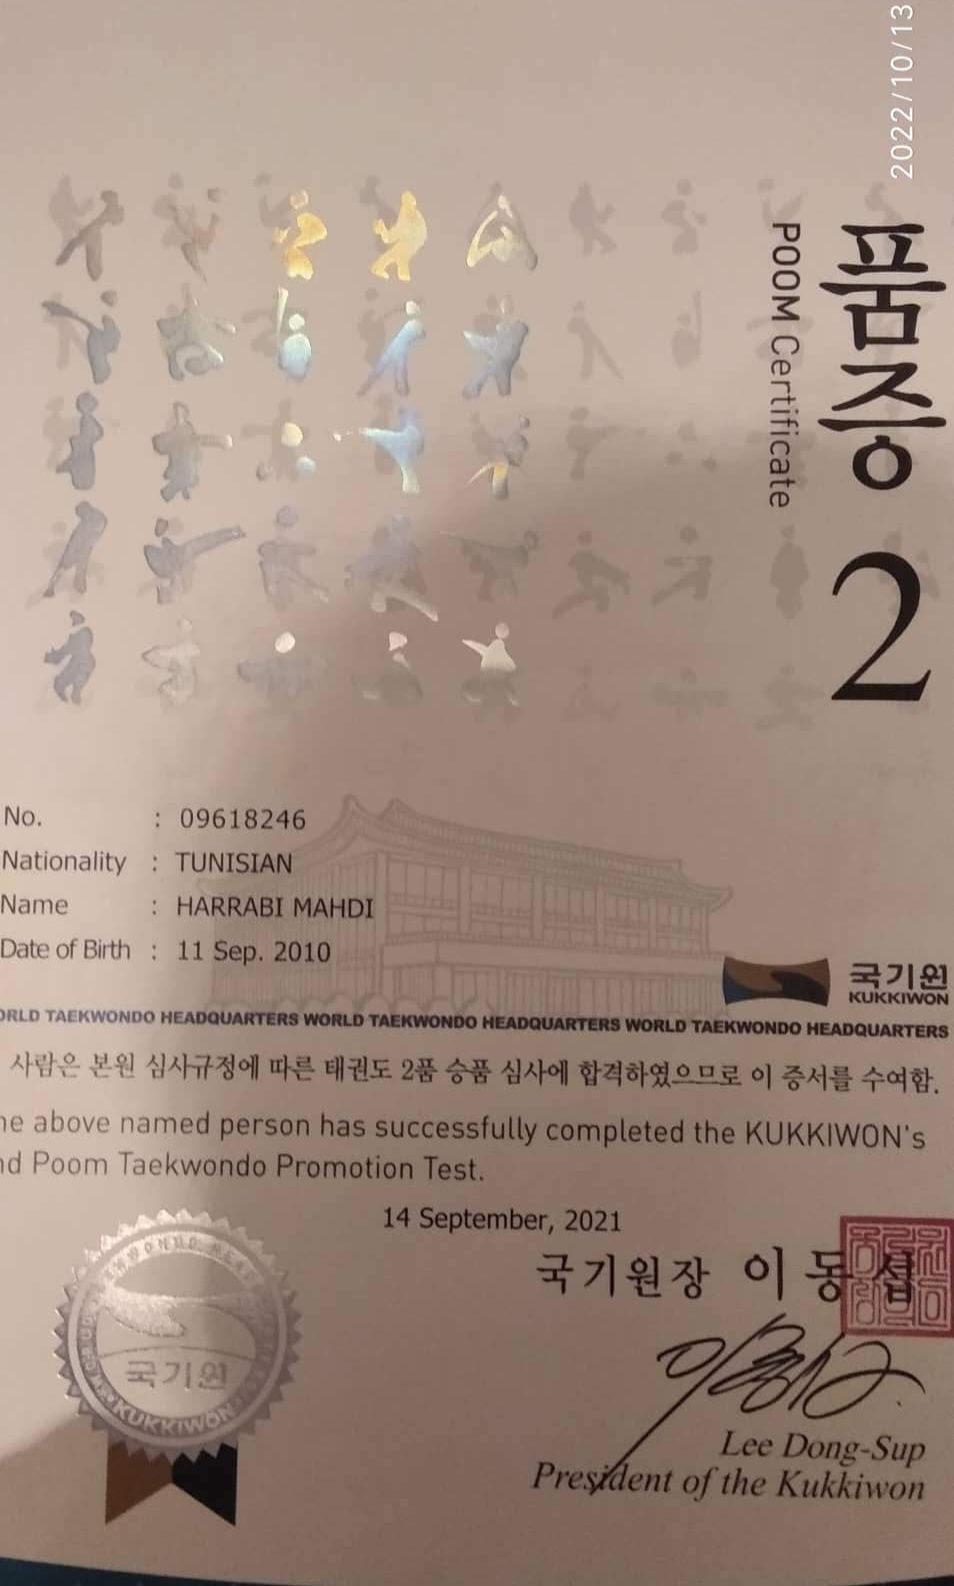 2022/10/13
품증 2
POOM Certificate
No. : 09618246
Nationality : TUNISIAN
Name : HARRABI MAHDI
Date of Birth : 11 Sep. 2010
국기원
KUKKIWON
ORLD TAEKWONDO HEADQUARTERS WORLD TAEKWONDO HEADQUARTERS WORLD TAEKWONDO HEADQUARTERS
사람은 본원 심사규정에 따른 태권도 2품 승품 심사에 합격하였으므로 이 증서를 수여함.
he above named person has successfully completed the KUKKIWON's
nd Poom Taekwondo Promotion Test.
14 September, 2021
국기원장 이동섭
Lee Dong-Sup
President of the Kukkiwon
국기원
KUKKIWON